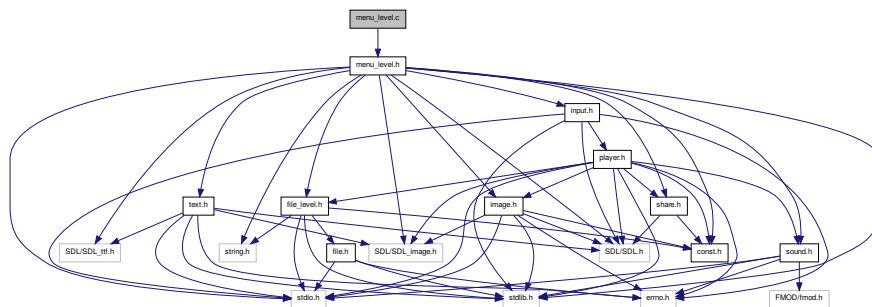 menu_level.c
menu_level.h
input.h
player.h
text.h
file_level.h
image.h
share.h
SDL/SDL_ttf.h
string.h
SDL/SDL_image.h
file.h
SDL/SDL.h
const.h
sound.h
stdio.h
stdlib.h
errno.h
FMOD/fmod.h